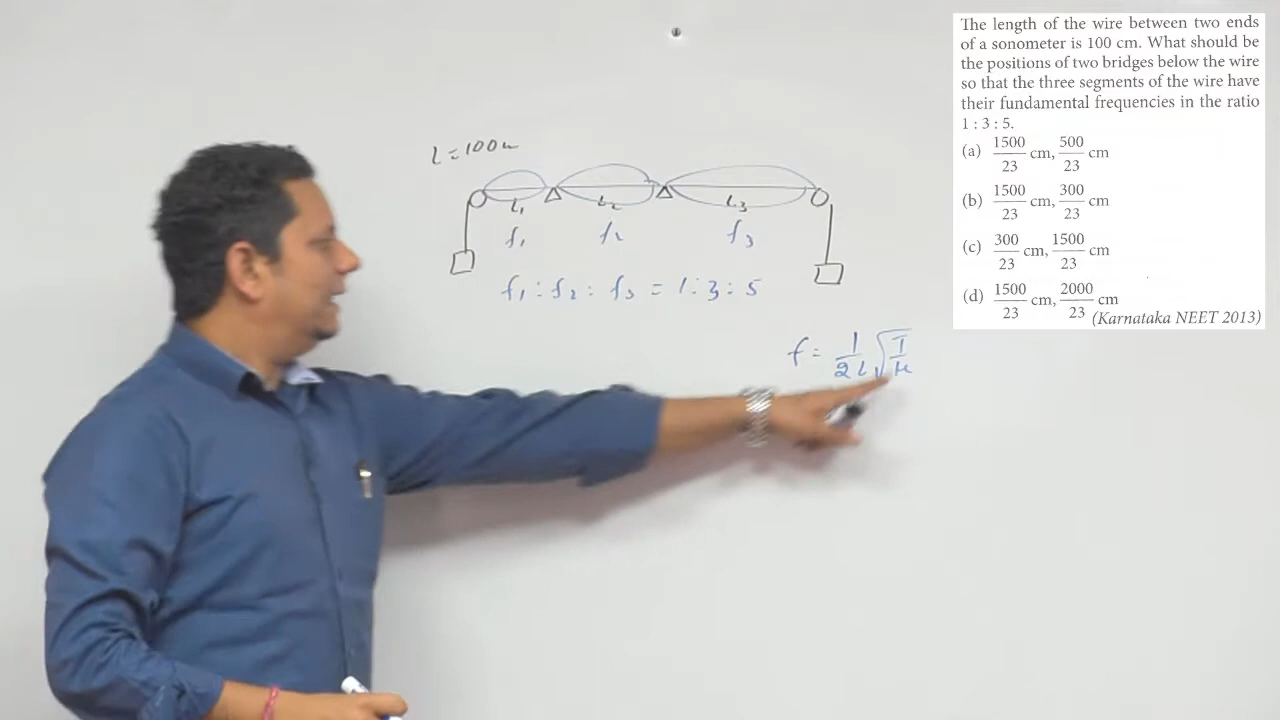 The length of the wire between two ends
of a sonometer is 100 cm. What should be
the positions of two bridges below the wire
so that the three segments of the wire have
their fundamental frequencies in the ratio
1 : 3 : 5.
(a) 1500/23 cm, 500/23 cm
(b) 1500/23 cm, 300/23 cm
(c) 300/23 cm, 1500/23 cm
(d) 1500/23 cm, 2000/23 cm
(Karnataka NEET 2013)
l = 100
l₁ l₂ l₃
f₁ f₂ f₃
f₁ : f₂ : f₃ = 1 : 3 : 5
f = 1/2l √T/μ